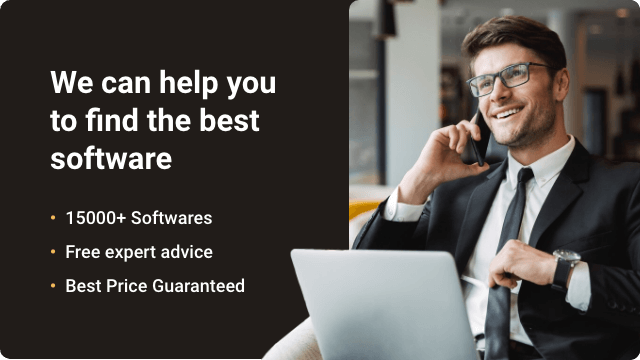 We can help you
to find the best
software
• 15000+ Softwares
• Free expert advice
• Best Price Guaranteed